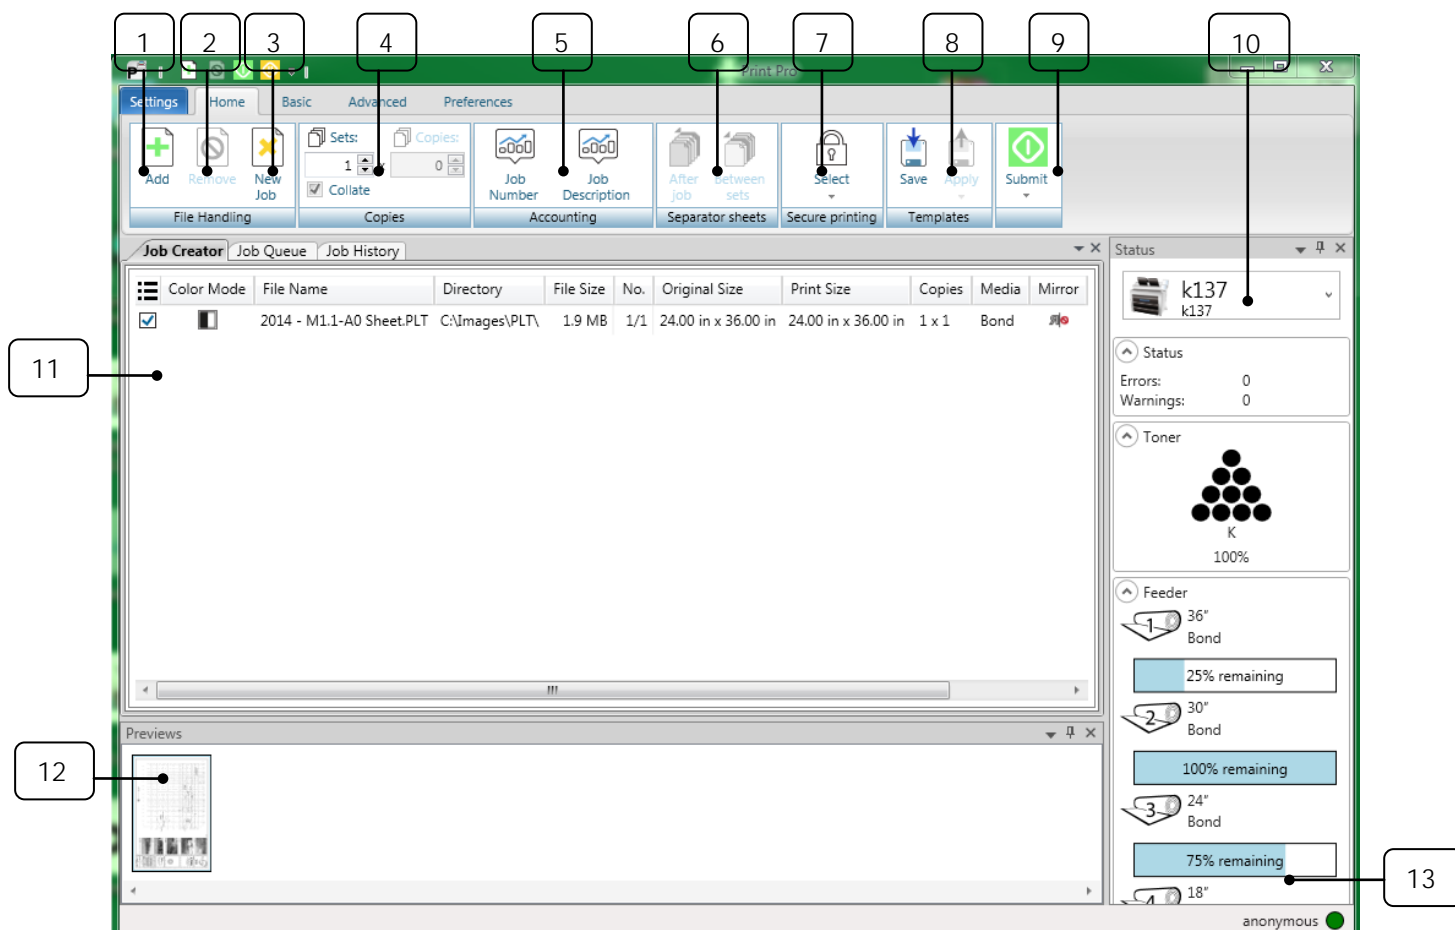 1 2 3 4 5 6 7 8 9 10
Print Pro
Settings Home Basic Advanced Preferences
Sets: Copies:
1 x 0
Add Remove New Job
Collate
Job Number Job Description
After job Between sets
Select
Save Apply
Submit
File Handling Copies Accounting Separator sheets Secure printing Templates
Job Creator Job Queue Job History
Color Mode File Name Directory File Size No. Original Size Print Size Copies Media Mirror
2014 - M1.1-A0 Sheet.PLT C:\Images\PLT\ 1.9 MB 1/1 24.00 in x 36.00 in 24.00 in x 36.00 in 1 x 1 Bond
11
Previews
12
Status
k137
k137
Status
Errors: 0
Warnings: 0
Toner
K
100%
Feeder
1 36"
Bond
25% remaining
2 30"
Bond
100% remaining
3 24"
Bond
75% remaining
13
4 18"
anonymous